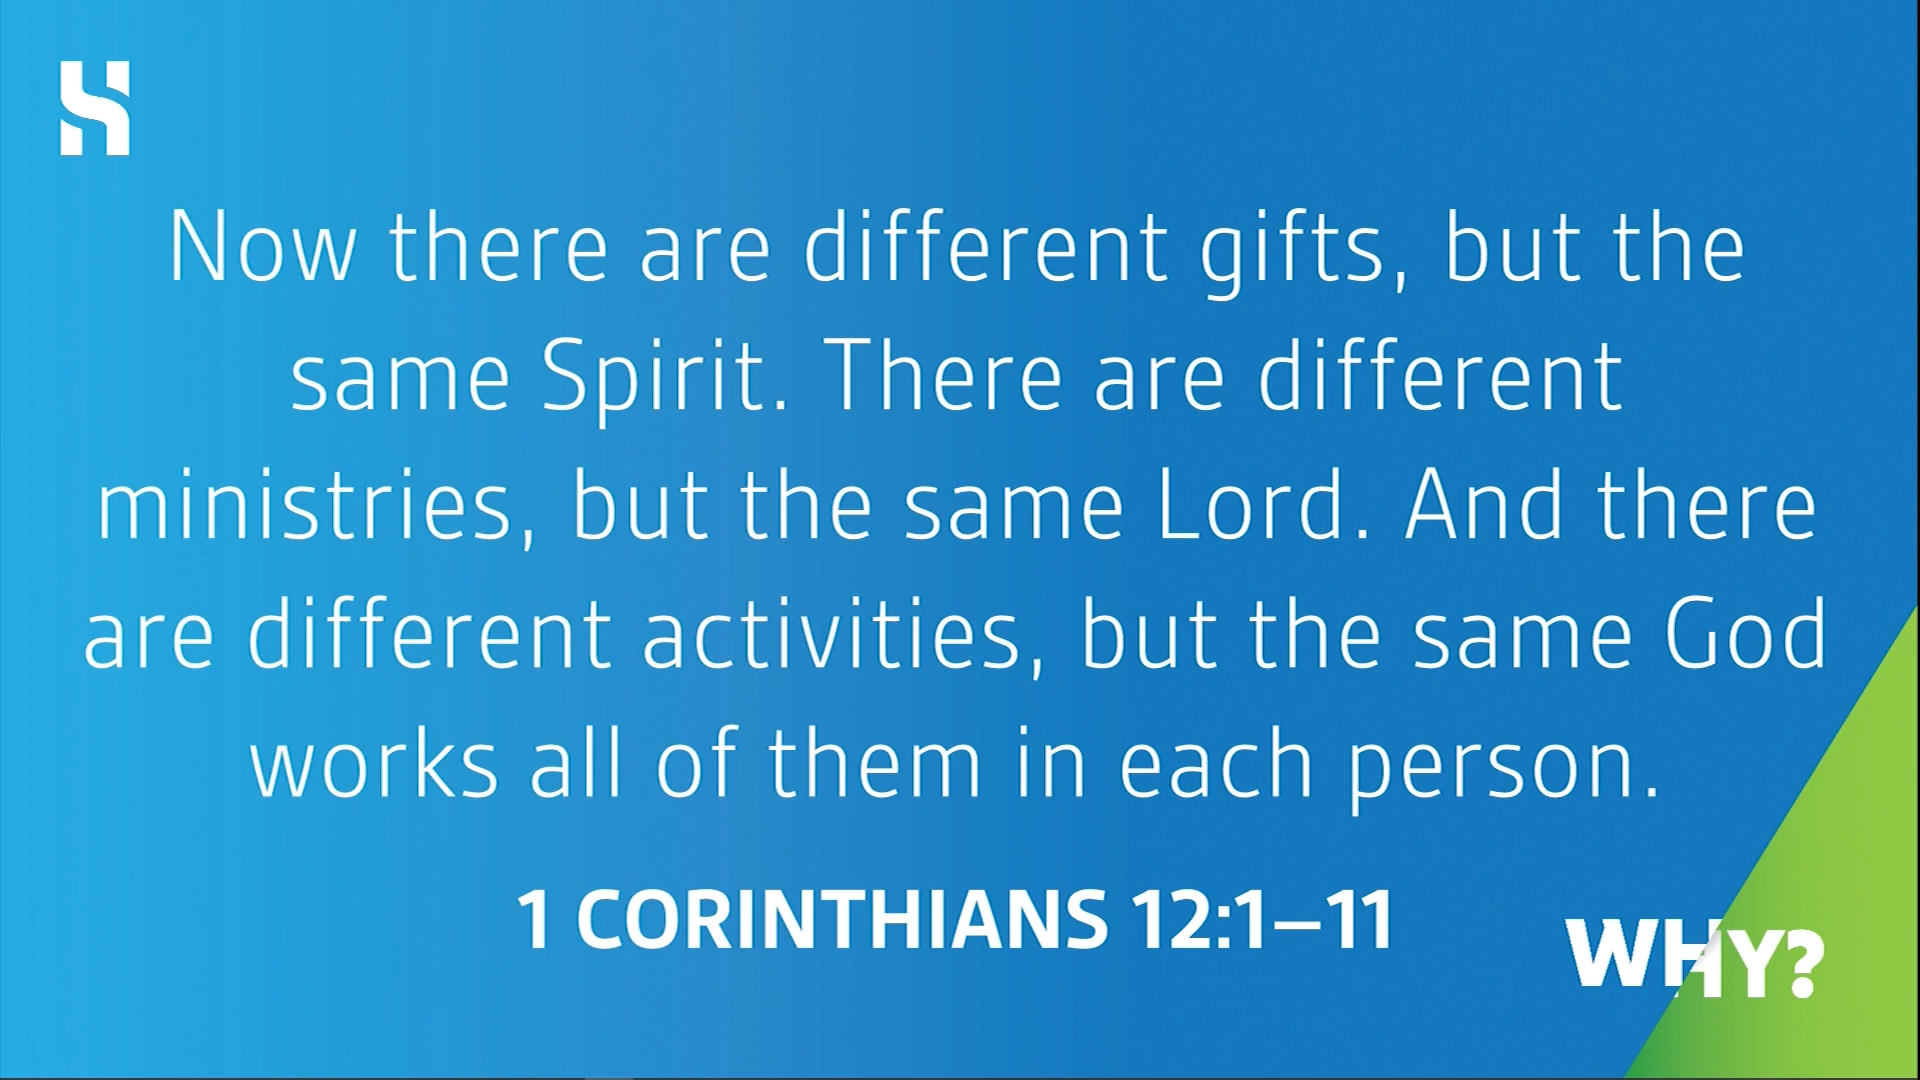 Now there are different gifts, but the
same Spirit. There are different
ministries, but the same Lord. And there
are different activities, but the same God
works all of them in each person.
1 CORINTHIANS 12:1–11
WHY?